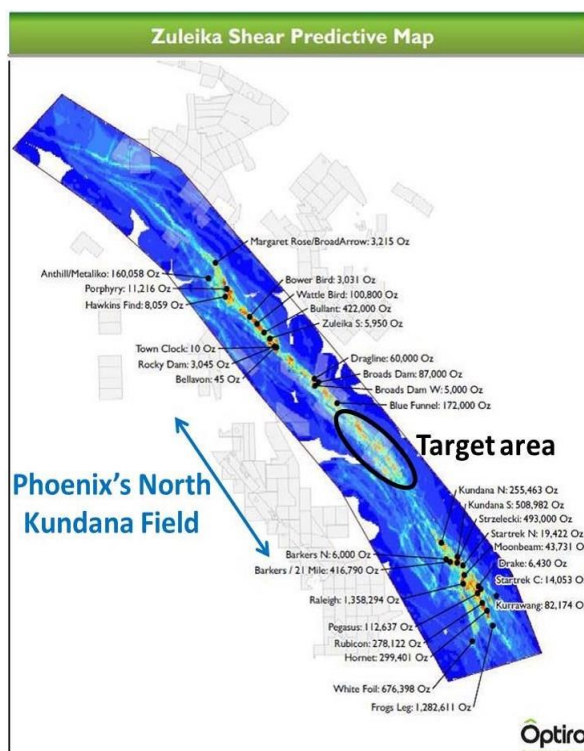 Zuleika Shear Predictive Map
Margaret Rose/BroadArrow: 3,215 Oz
Anthill/Metaliko: 160,058 Oz
Porphyry: 11,216 Oz
Hawkins Find: 8,059 Oz
Bower Bird: 3,031 Oz
Wattle Bird: 100,800 Oz
Bullant: 422,000 Oz
Zuleika S: 5,950 Oz
Town Clock: 10 Oz
Rocky Dam: 3,045 Oz
Bellavon: 45 Oz
Dragline: 60,000 Oz
Broads Dam: 87,000 Oz
Broads Dam W: 5,000 Oz
Blue Funnel: 172,000 Oz
Target area
Phoenix's North
Kundana Field
Kundana N: 255,463 Oz
Kundana S: 508,982 Oz
Strzelecki: 493,000 Oz
Startrek N: 19,422 Oz
Moonbeam: 43,731 Oz
Drake: 6,430 Oz
Startrek C: 14,053 Oz
Kurrawang: 82,174 Oz
Barkers N: 6,000 Oz
Barkers / 21 Mile: 416,790 Oz
Raleigh: 1,358,294 Oz
Pegasus: 112,637 Oz
Rubicon: 278,122 Oz
Hornet: 299,401 Oz
White Foil: 676,398 Oz
Frogs Leg: 1,282,611 Oz
Optiro